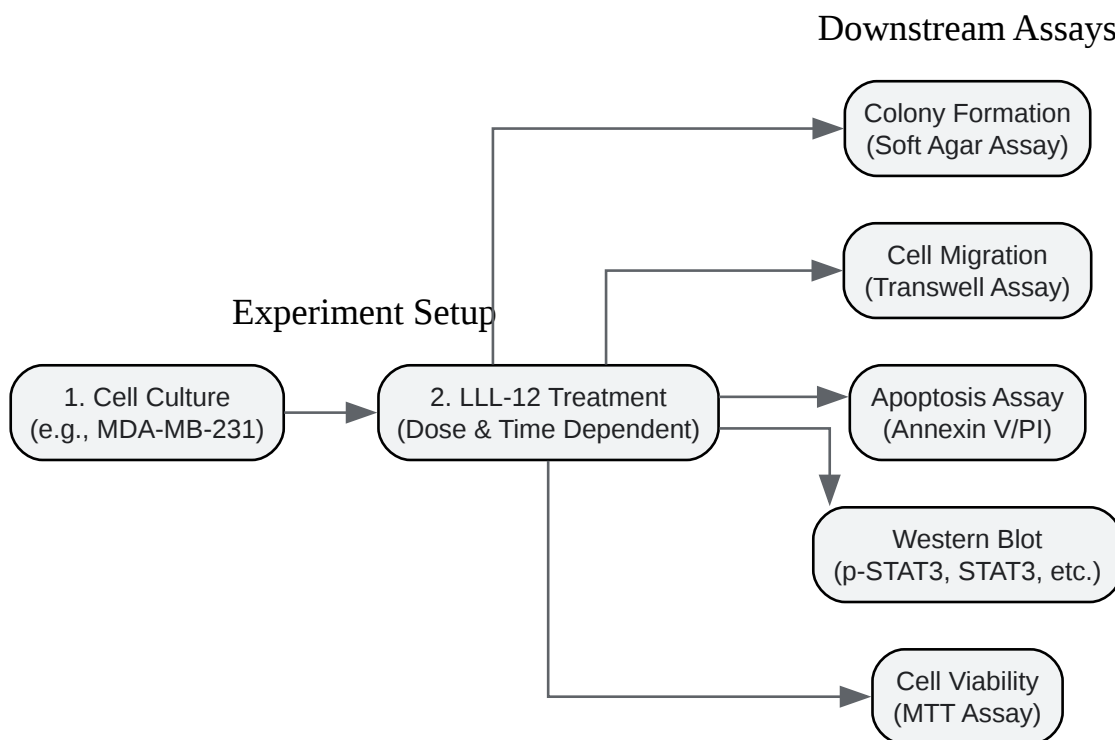 Downstream Assays
Colony Formation
(Soft Agar Assay)
Cell Migration
(Transwell Assay)
Experiment Setup
1. Cell Culture
(e.g., MDA-MB-231)
2. LLL-12 Treatment
(Dose & Time Dependent)
Apoptosis Assay
(Annexin V/PI)
Western Blot
(p-STAT3, STAT3, etc.)
Cell Viability
(MTT Assay)